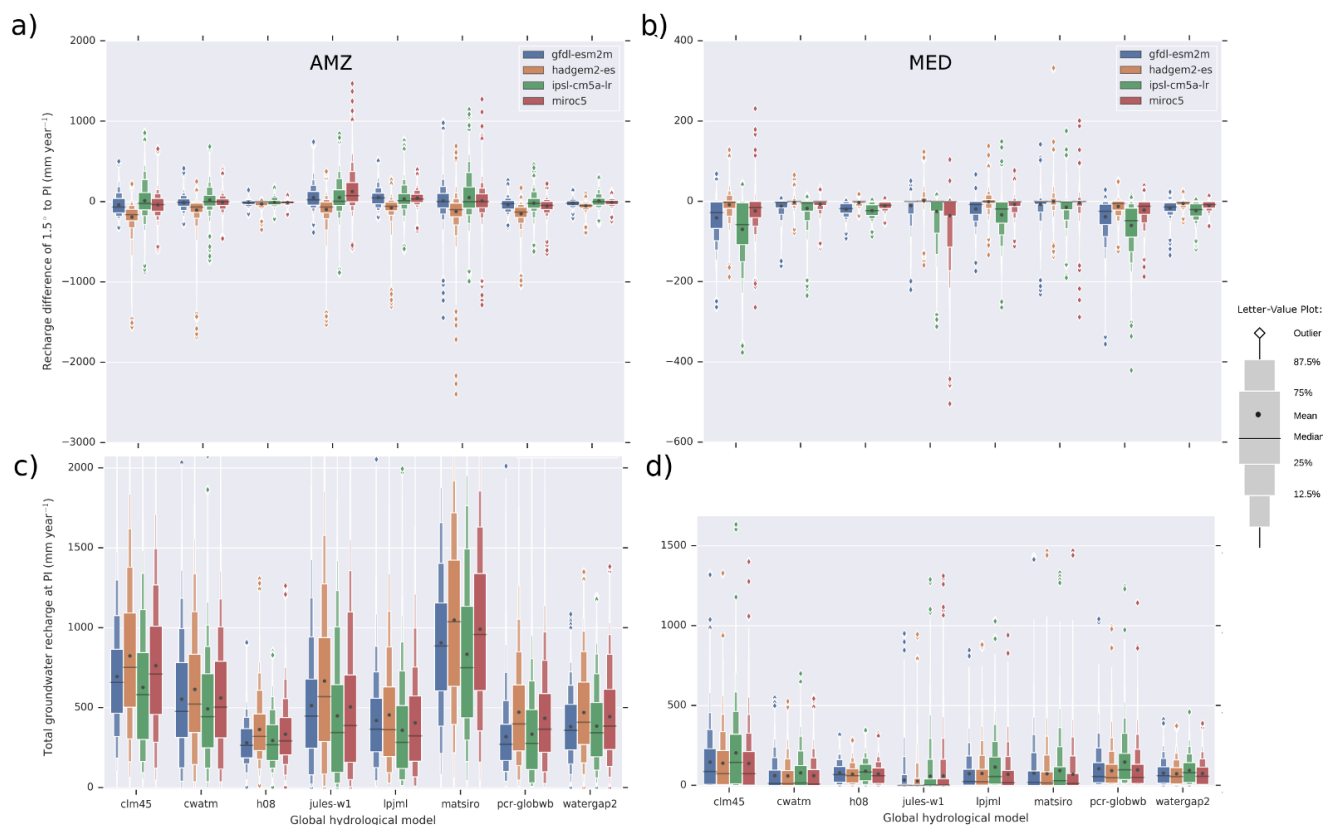 a)
AMZ
gfdl-esm2m
hadgem2-es
ipsl-cm5a-lr
miroc5
2000
1000
0
−1000
−2000
−3000
Recharge difference of 1.5° to PI (mm year⁻¹)
b)
MED
gfdl-esm2m
hadgem2-es
ipsl-cm5a-lr
miroc5
400
200
0
−200
−400
−600
Letter-Value Plot:
Outlier
87.5%
75%
Mean
Median
25%
12.5%
c)
2000
1500
1000
500
0
Total groundwater recharge at PI (mm year⁻¹)
clm45 cwatm h08 jules-w1 lpjml matsiro pcr-globwb watergap2
Global hydrological model
d)
1500
1000
500
0
clm45 cwatm h08 jules-w1 lpjml matsiro pcr-globwb watergap2
Global hydrological model